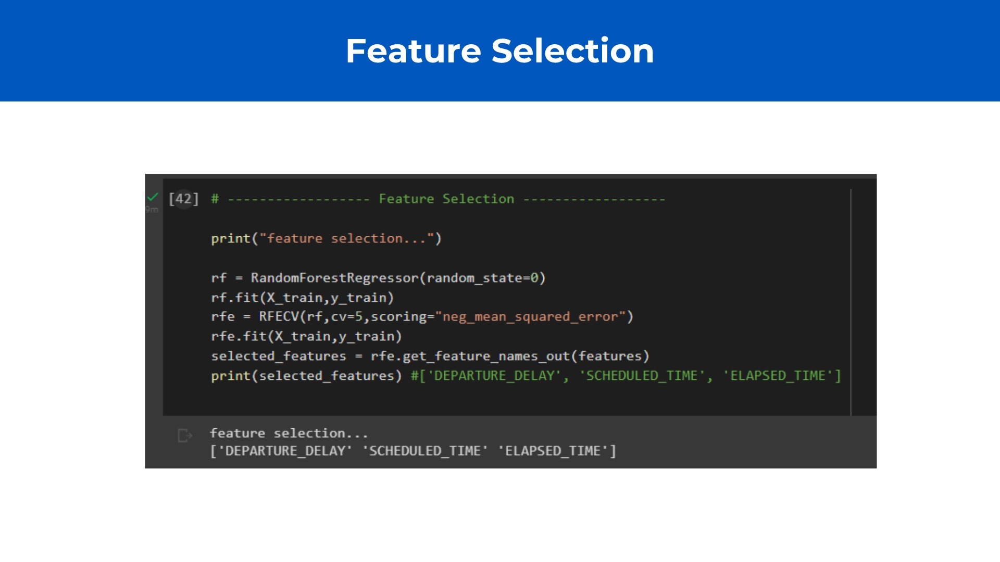 Feature Selection
[42] # ------------------ Feature Selection ------------------
9m
print("feature selection...")
rf = RandomForestRegressor(random_state=0)
rf.fit(X_train,y_train)
rfe = RFECV(rf,cv=5,scoring="neg_mean_squared_error")
rfe.fit(X_train,y_train)
selected_features = rfe.get_feature_names_out(features)
print(selected_features) #['DEPARTURE_DELAY', 'SCHEDULED_TIME', 'ELAPSED_TIME']
feature selection...
['DEPARTURE_DELAY' 'SCHEDULED_TIME' 'ELAPSED_TIME']